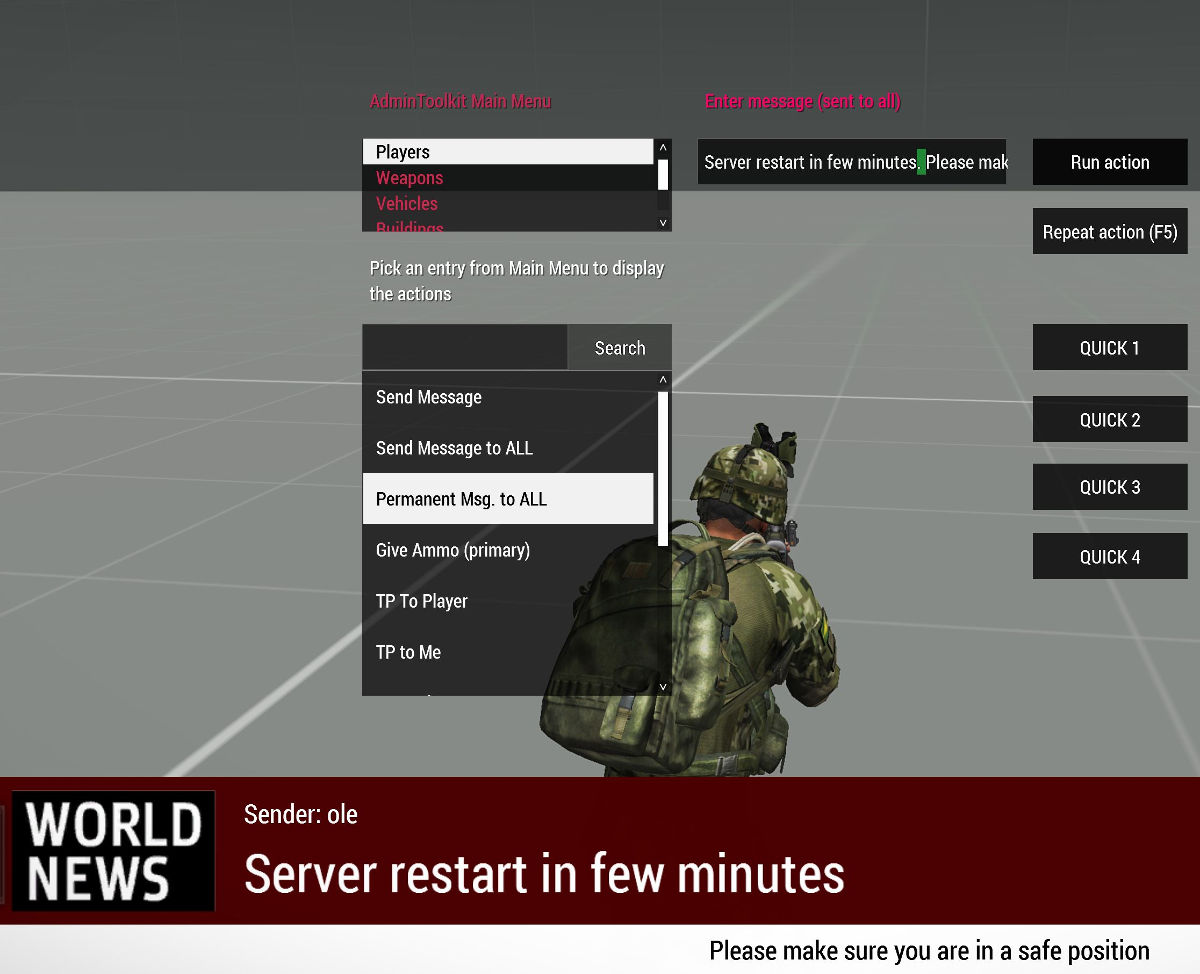 AdminToolkit Main Menu
Enter message (sent to all)
Players
Weapons
Vehicles
Buildings
Server restart in few minutes. Please mak
Run action
Repeat action (F5)
Pick an entry from Main Menu to display
the actions
Search
Send Message
Send Message to ALL
Permanent Msg. to ALL
Give Ammo (primary)
TP To Player
TP to Me
QUICK 1
QUICK 2
QUICK 3
QUICK 4
WORLD
NEWS
Sender: ole
Server restart in few minutes
Please make sure you are in a safe position